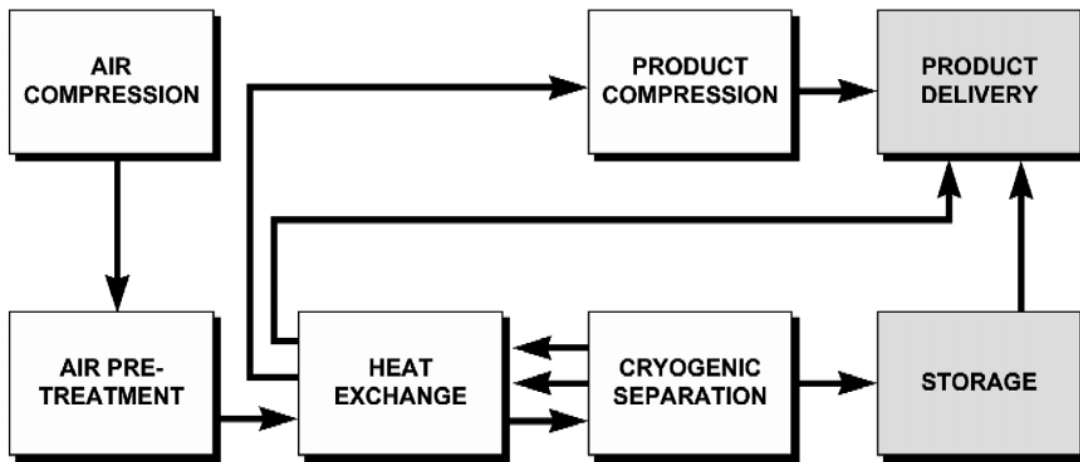 AIR
COMPRESSION
PRODUCT
COMPRESSION
PRODUCT
DELIVERY
AIR PRE-
TREATMENT
HEAT
EXCHANGE
CRYOGENIC
SEPARATION
STORAGE